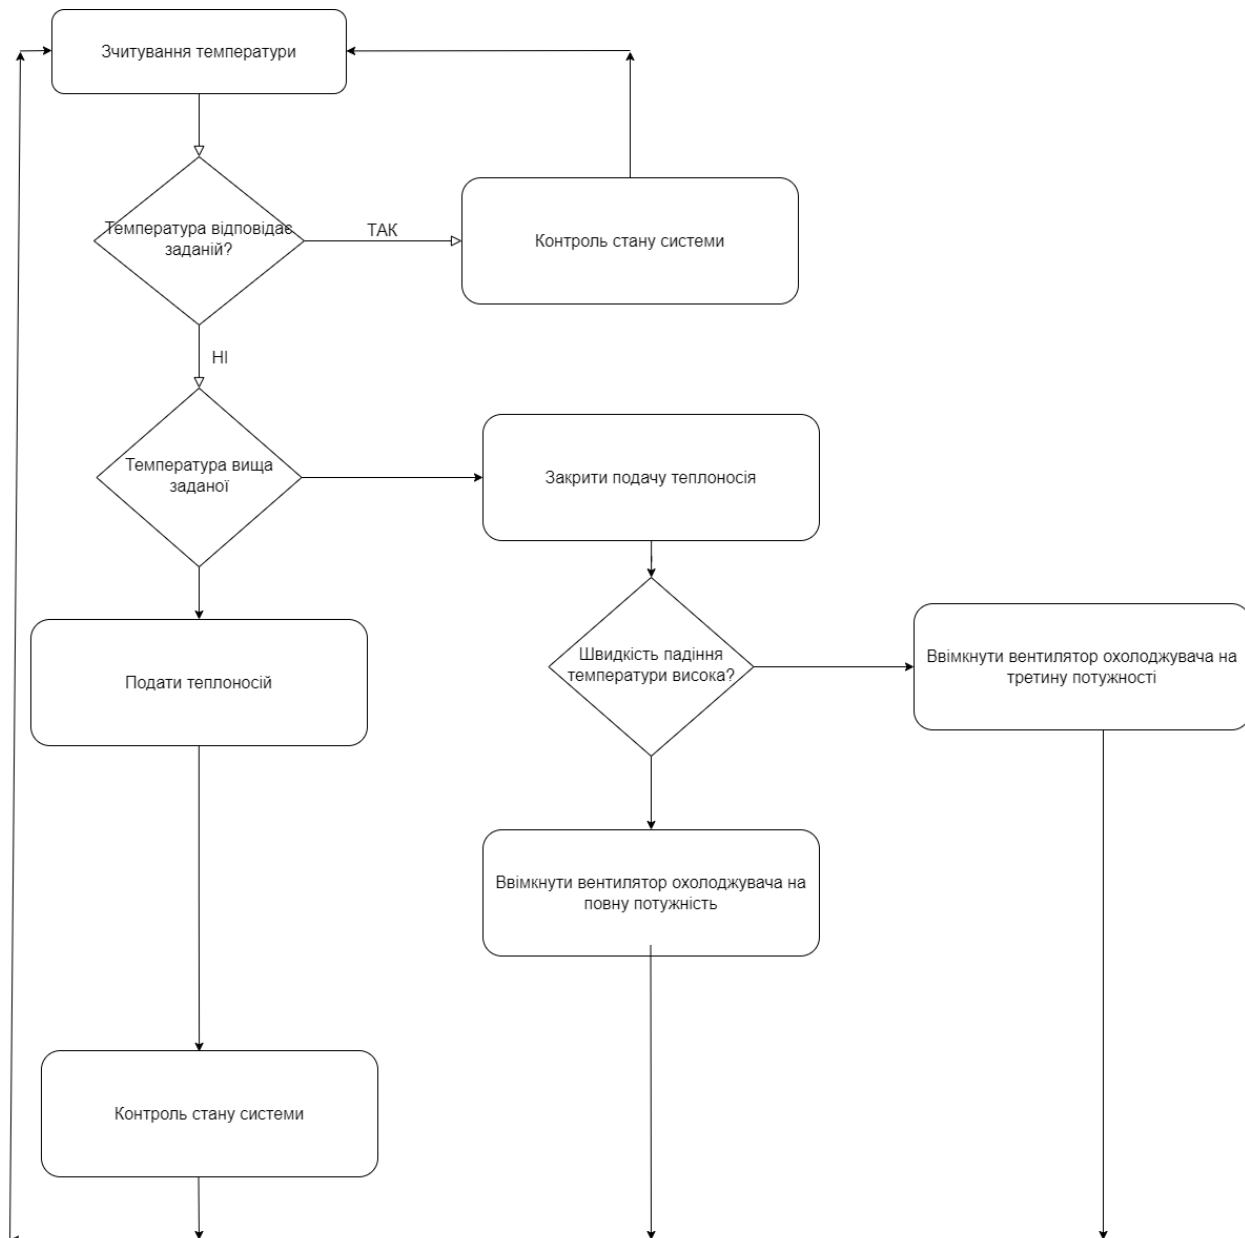 Зчитування температури
Температура відповідає
заданій?
ТАК
Контроль стану системи
НІ
Температура вища
заданої
Закрити подачу теплоносія
Подати теплоносій
Швидкість падіння
температури висока?
Ввімкнути вентилятор охолоджувача на
третину потужності
Ввімкнути вентилятор охолоджувача на
повну потужність
Контроль стану системи